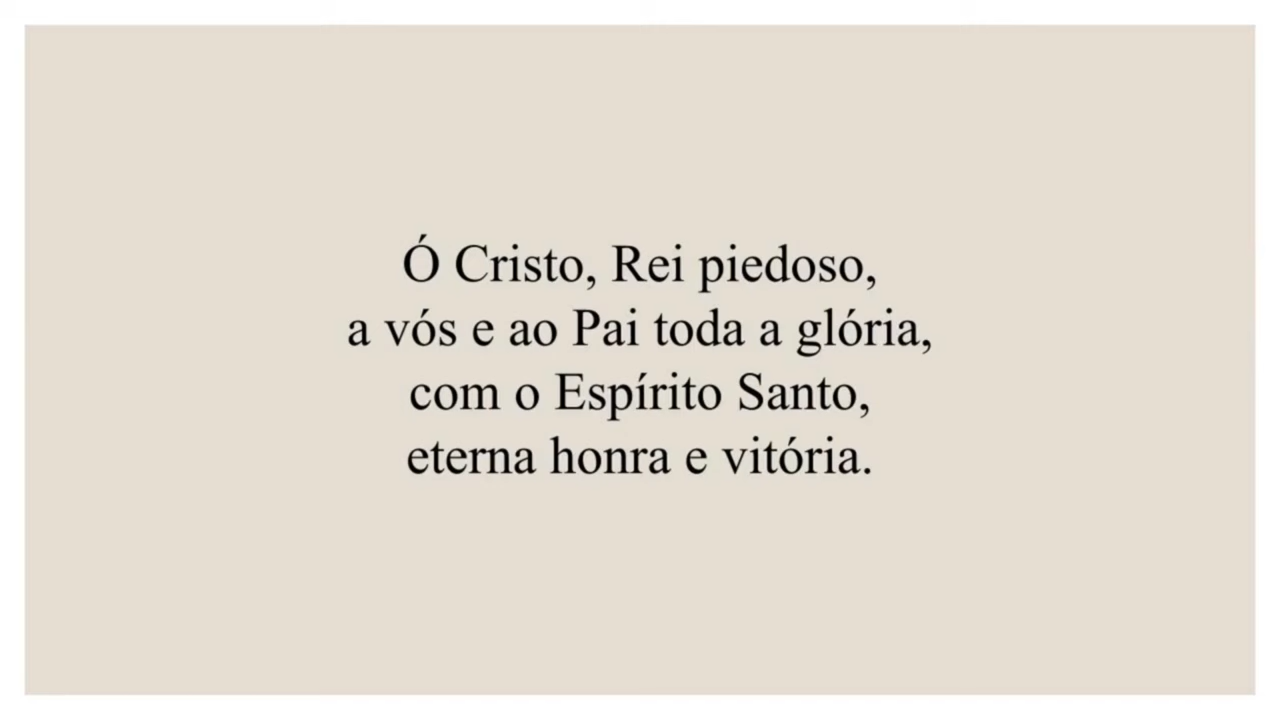 Ó Cristo, Rei piedoso,
a vós e ao Pai toda a glória,
com o Espírito Santo,
eterna honra e vitória.